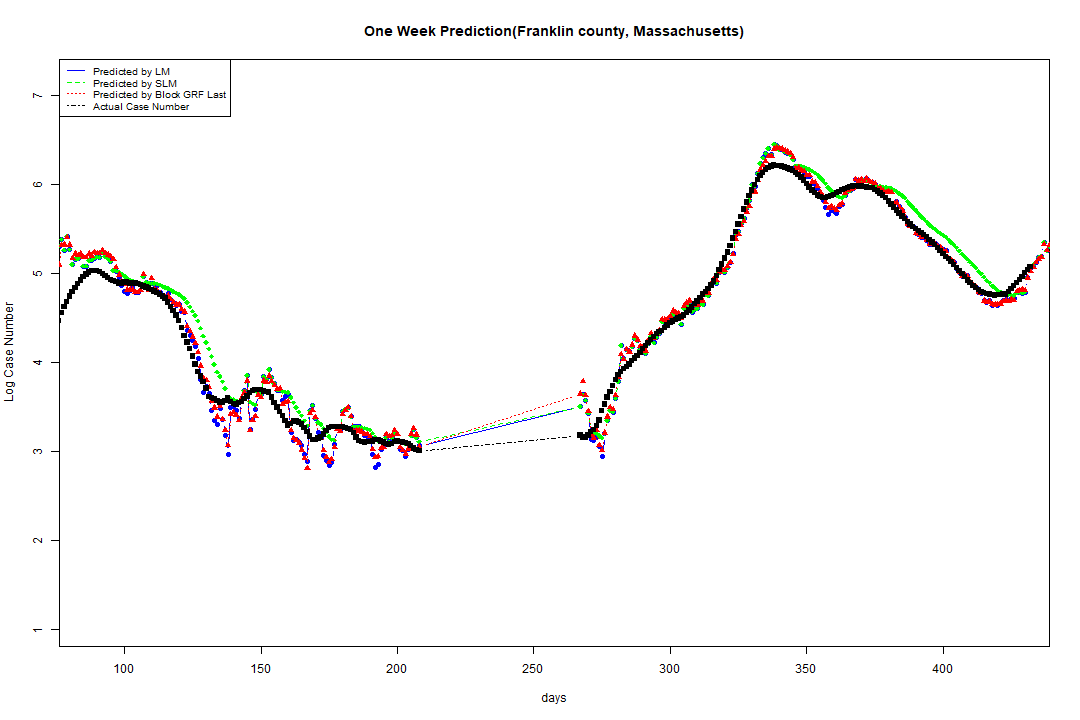 One Week Prediction(Franklin county, Massachusetts)
Predicted by LM
Predicted by SLM
Predicted by Block GRF Last
Actual Case Number
Log Case Number
7
6
5
4
3
2
1
100 150 200 250 300 350 400
days